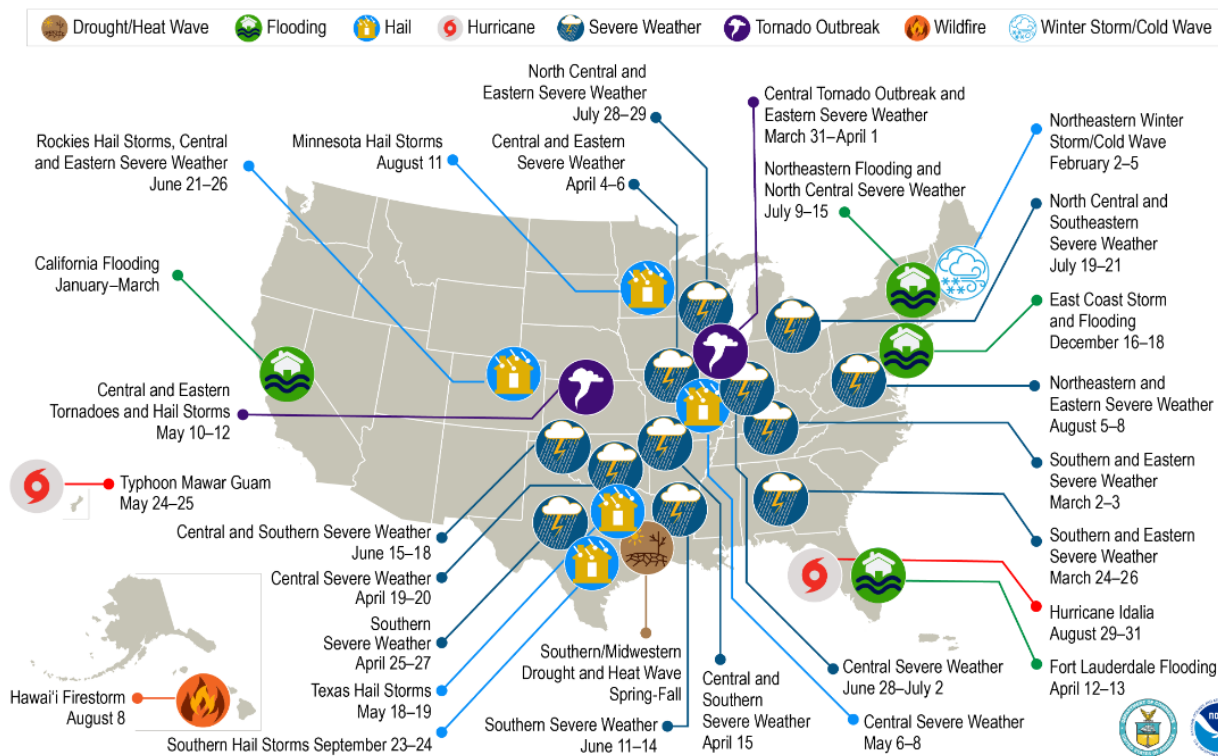 Drought/Heat Wave
Flooding
Hail
Hurricane
Severe Weather
Tornado Outbreak
Wildfire
Winter Storm/Cold Wave
North Central and
Eastern Severe Weather
July 28–29
Central Tornado Outbreak and
Eastern Severe Weather
March 31–April 1
Northeastern Winter
Storm/Cold Wave
February 2–5
Rockies Hail Storms, Central
and Eastern Severe Weather
June 21–26
Minnesota Hail Storms
August 11
Central and Eastern
Severe Weather
April 4–6
Northeastern Flooding and
North Central Severe Weather
July 9–15
North Central and
Southeastern
Severe Weather
July 19–21
California Flooding
January–March
East Coast Storm
and Flooding
December 16–18
Central and Eastern
Tornadoes and Hail Storms
May 10–12
Northeastern and
Eastern Severe Weather
August 5–8
Typhoon Mawar Guam
May 24–25
Southern and Eastern
Severe Weather
March 2–3
Central and Southern Severe Weather
June 15–18
Southern and Eastern
Severe Weather
March 24–26
Central Severe Weather
April 19–20
Hurricane Idalia
August 29–31
Southern
Severe Weather
April 25–27
Southern/Midwestern
Drought and Heat Wave
Spring-Fall
Central and
Southern
Severe Weather
April 15
Central Severe Weather
June 28–July 2
Fort Lauderdale Flooding
April 12–13
Hawai‘i Firestorm
August 8
Texas Hail Storms
May 18–19
Southern Severe Weather
June 11–14
Central Severe Weather
May 6–8
Southern Hail Storms September 23–24